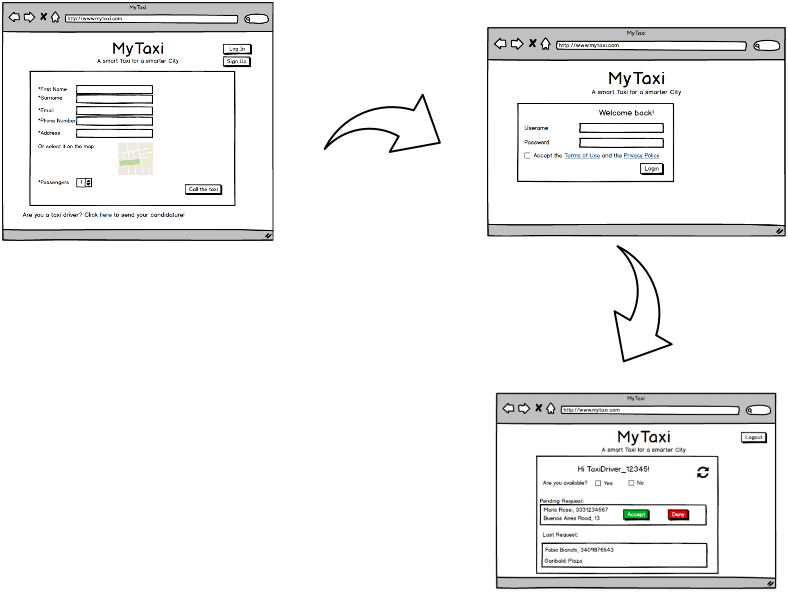 MyTaxi
http://www.mytaxi.com
MyTaxi
A smart Taxi for a smarter City
Log In
Sign Up
*First Name
*Surname
*Email
*Phone Number
*Address
Or select it on the map
*Passengers 1
Call the taxi
Are you a taxi driver? Click here to send your candidature!
MyTaxi
http://www.mytaxi.com
MyTaxi
A smart Taxi for a smarter City
Welcome back!
Username
Password
Accept the Terms of Use and the Privacy Policy
Login
MyTaxi
http://www.mytaxi.com
MyTaxi
A smart Taxi for a smarter City
Logout
Hi TaxiDriver_12345!
Are you available? Yes No
Pending Request:
Mario Rossi, 3331234567
Buenos Aires Road, 13
Accept
Deny
Last Request:
Fabio Bianchi, 3409876543
Garibaldi Plaza